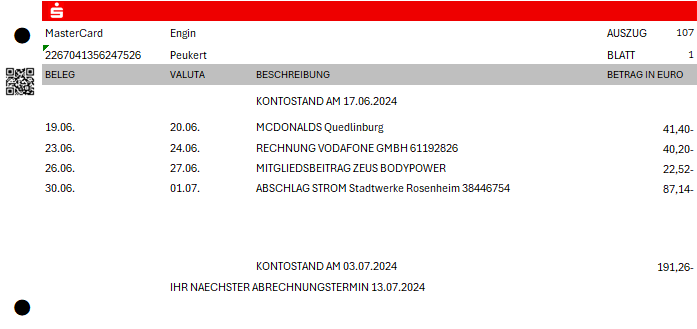 MasterCard Engin AUSZUG 107
2267041356247526 Peukert BLATT 1
BELEG VALUTA BESCHREIBUNG BETRAG IN EURO
KONTOSTAND AM 17.06.2024
19.06. 20.06. MCDONALDS Quedlinburg 41,40-
23.06. 24.06. RECHNUNG VODAFONE GMBH 61192826 40,20-
26.06. 27.06. MITGLIEDSBEITRAG ZEUS BODYPOWER 22,52-
30.06. 01.07. ABSCHLAG STROM Stadtwerke Rosenheim 38446754 87,14-
KONTOSTAND AM 03.07.2024 191,26-
IHR NAECHSTER ABRECHNUNGSTERMIN 13.07.2024